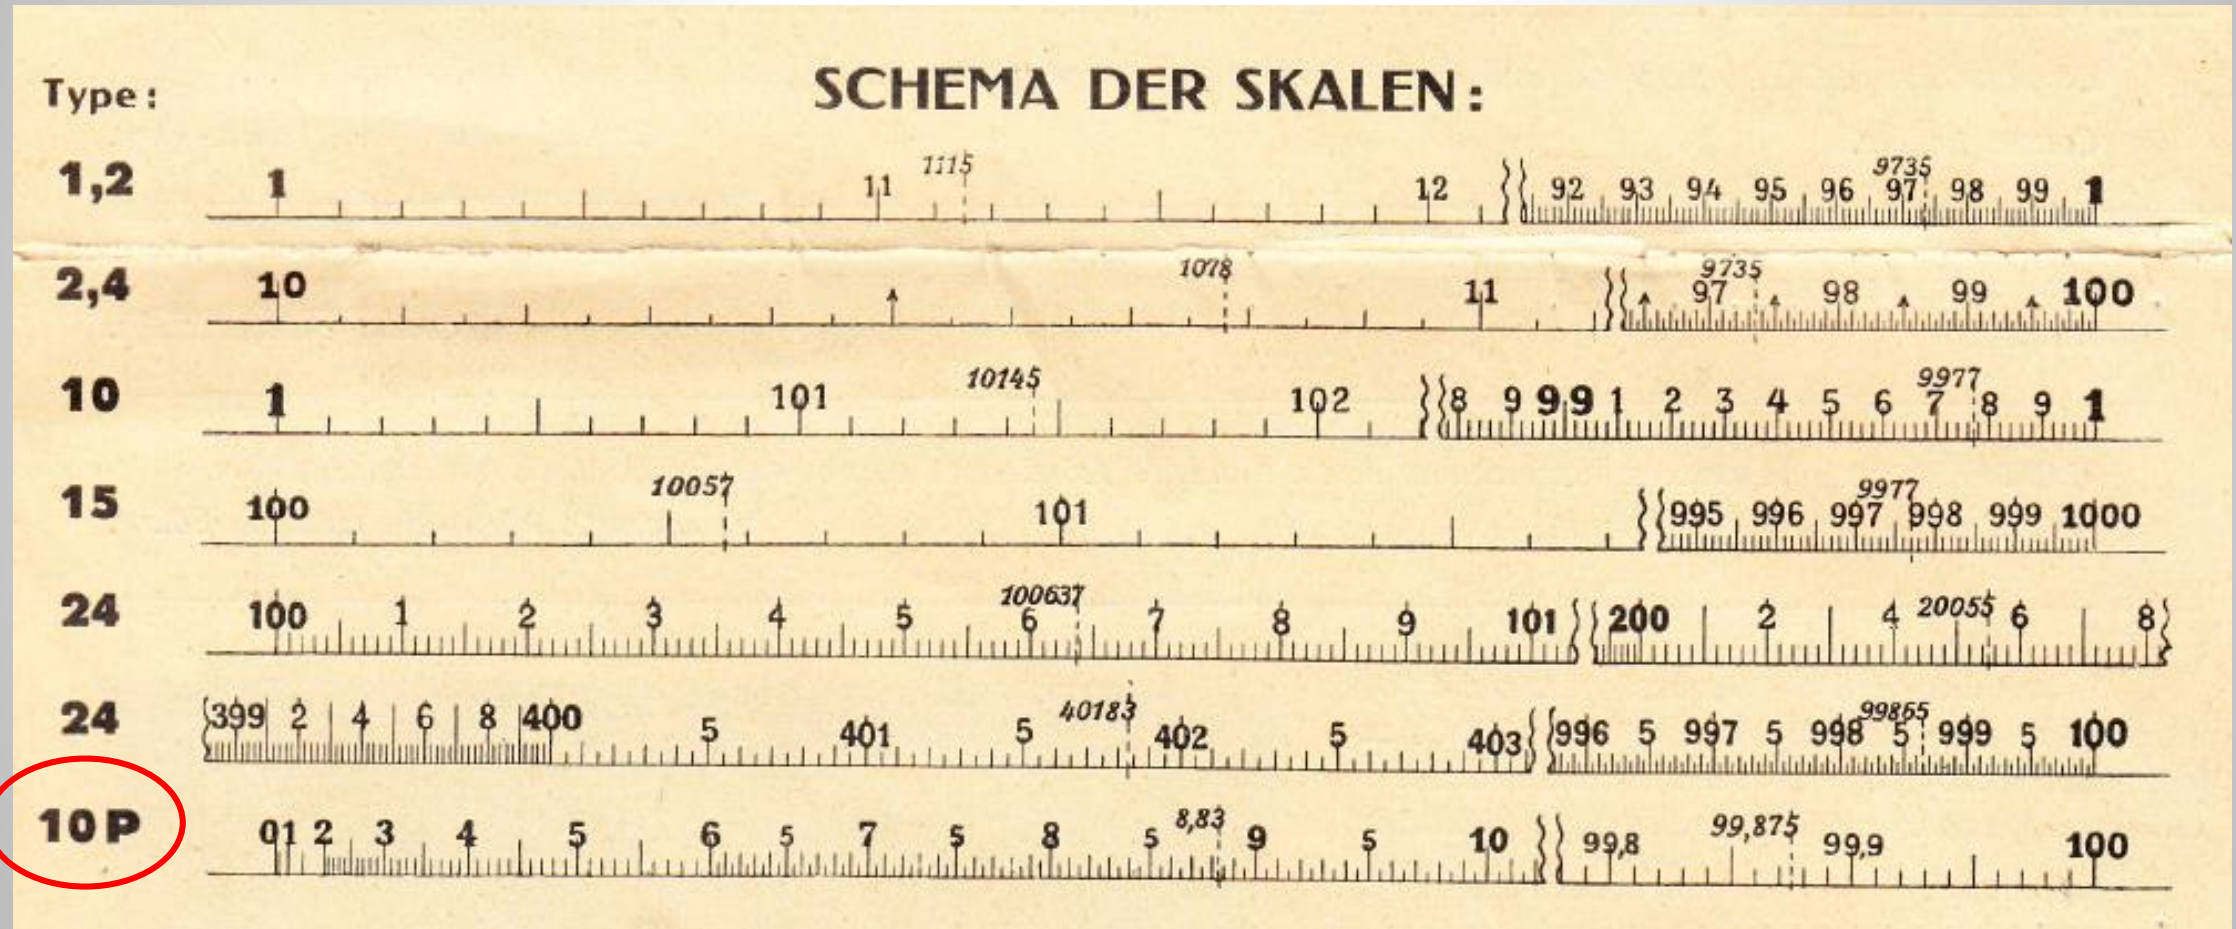 SCHEMA DER SKALEN:
Type:
1,2 1 11 1115 12 92 93 94 95 96 97 9735 98 99 1
2,4 10 1078 11 97 9735 98 99 100
10 1 101 10145 102 8 9 99 1 2 3 4 5 6 7 9977 8 9 1
15 100 10057 101 995 996 997 9977 998 999 1000
24 100 1 2 3 4 5 6 100637 7 8 9 101 200 2 4 20055 6 8
24 399 2 4 6 8 400 5 401 5 40183 402 5 403 996 5 997 5 998 99865 5 999 5 100
10 P 0 1 2 3 4 5 6 5 7 5 8 5 8,83 9 5 10 99,8 99,875 99,9 100